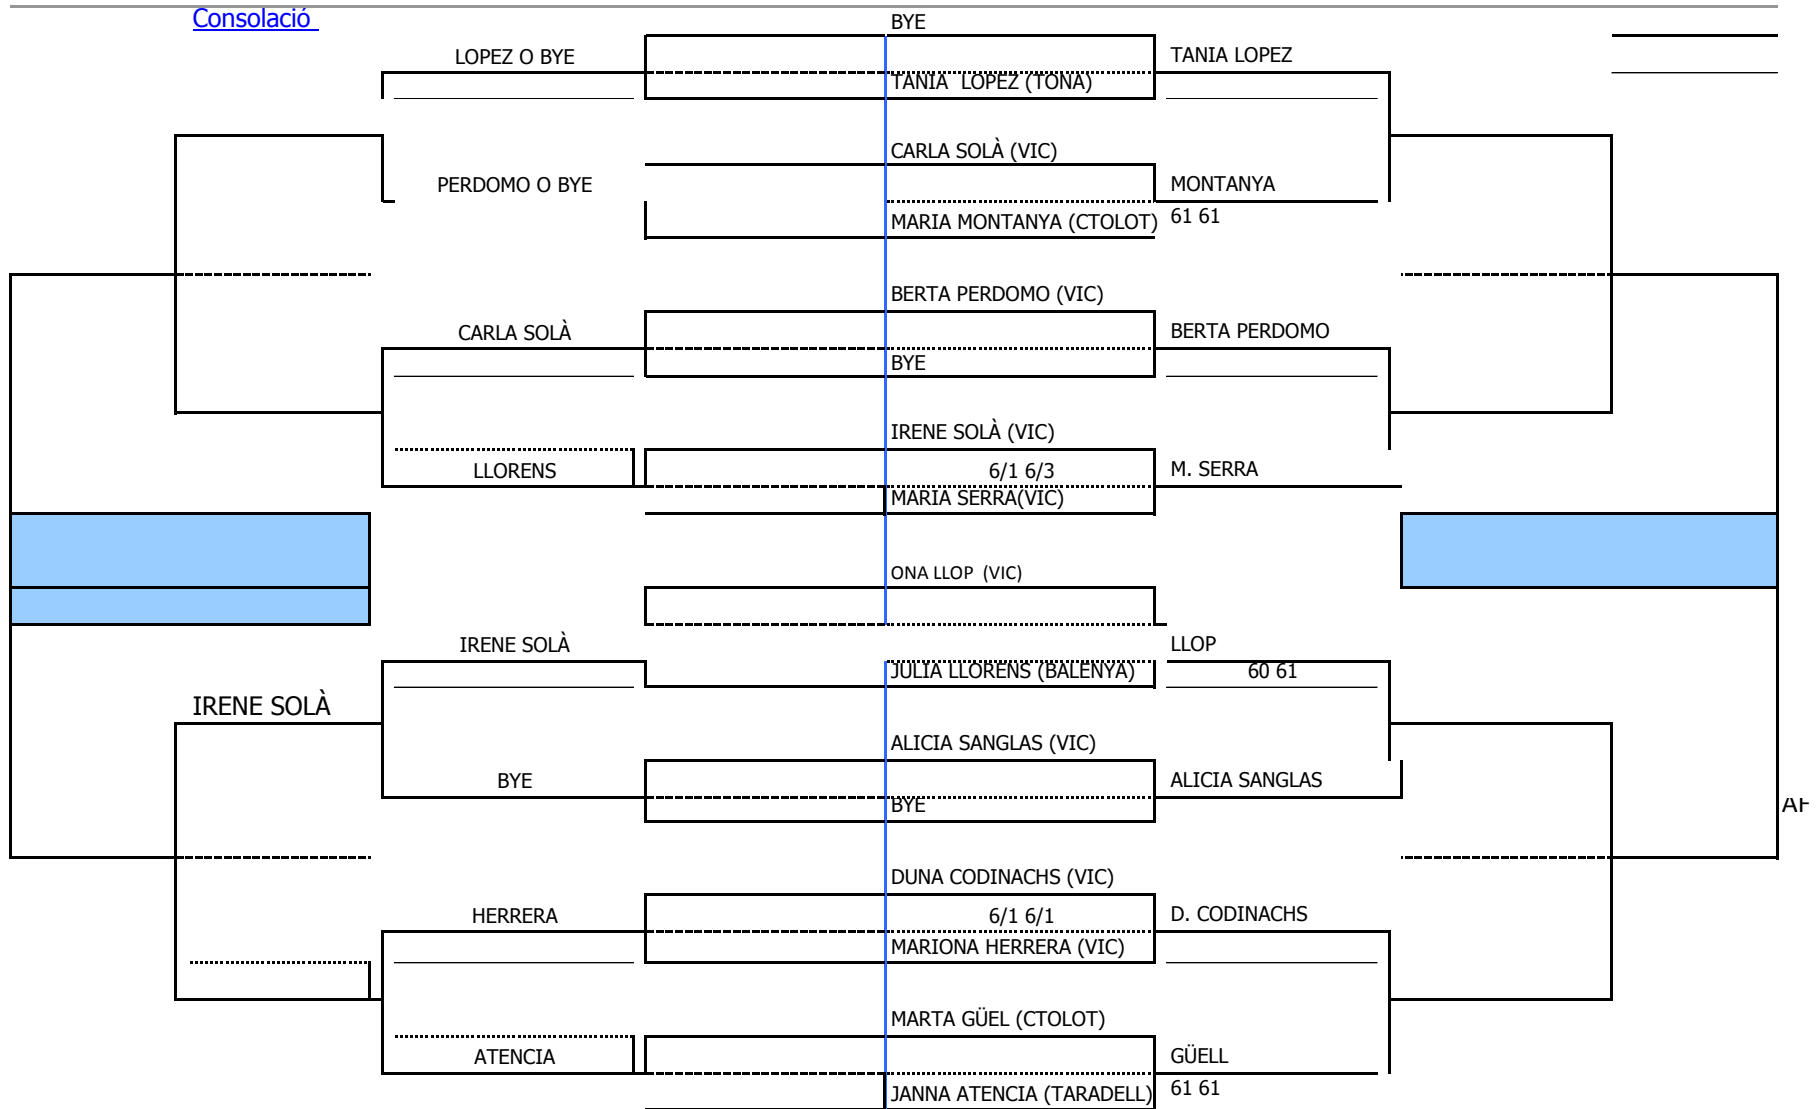 Consolació
BYE
LOPEZ O BYE
TANIA LOPEZ
TANIA LOPEZ (TONA)
CARLA SOLÀ (VIC)
PERDOMO O BYE
MONTANYA
MARIA MONTANYA (CTOLOT)
61 61
BERTA PERDOMO (VIC)
CARLA SOLÀ
BERTA PERDOMO
BYE
IRENE SOLÀ (VIC)
LLORENS
6/1 6/3
M. SERRA
MARIA SERRA(VIC)
ONA LLOP (VIC)
IRENE SOLÀ
LLOP
JULIA LLORENS (BALENYA)
60 61
IRENE SOLÀ
ALICIA SANGLAS (VIC)
BYE
ALICIA SANGLAS
BYE
DUNA CODINACHS (VIC)
HERRERA
6/1 6/1
D. CODINACHS
MARIONA HERRERA (VIC)
MARTA GÜEL (CTOLOT)
ATENCIA
GÜELL
JANNA ATENCIA (TARADELL)
61 61